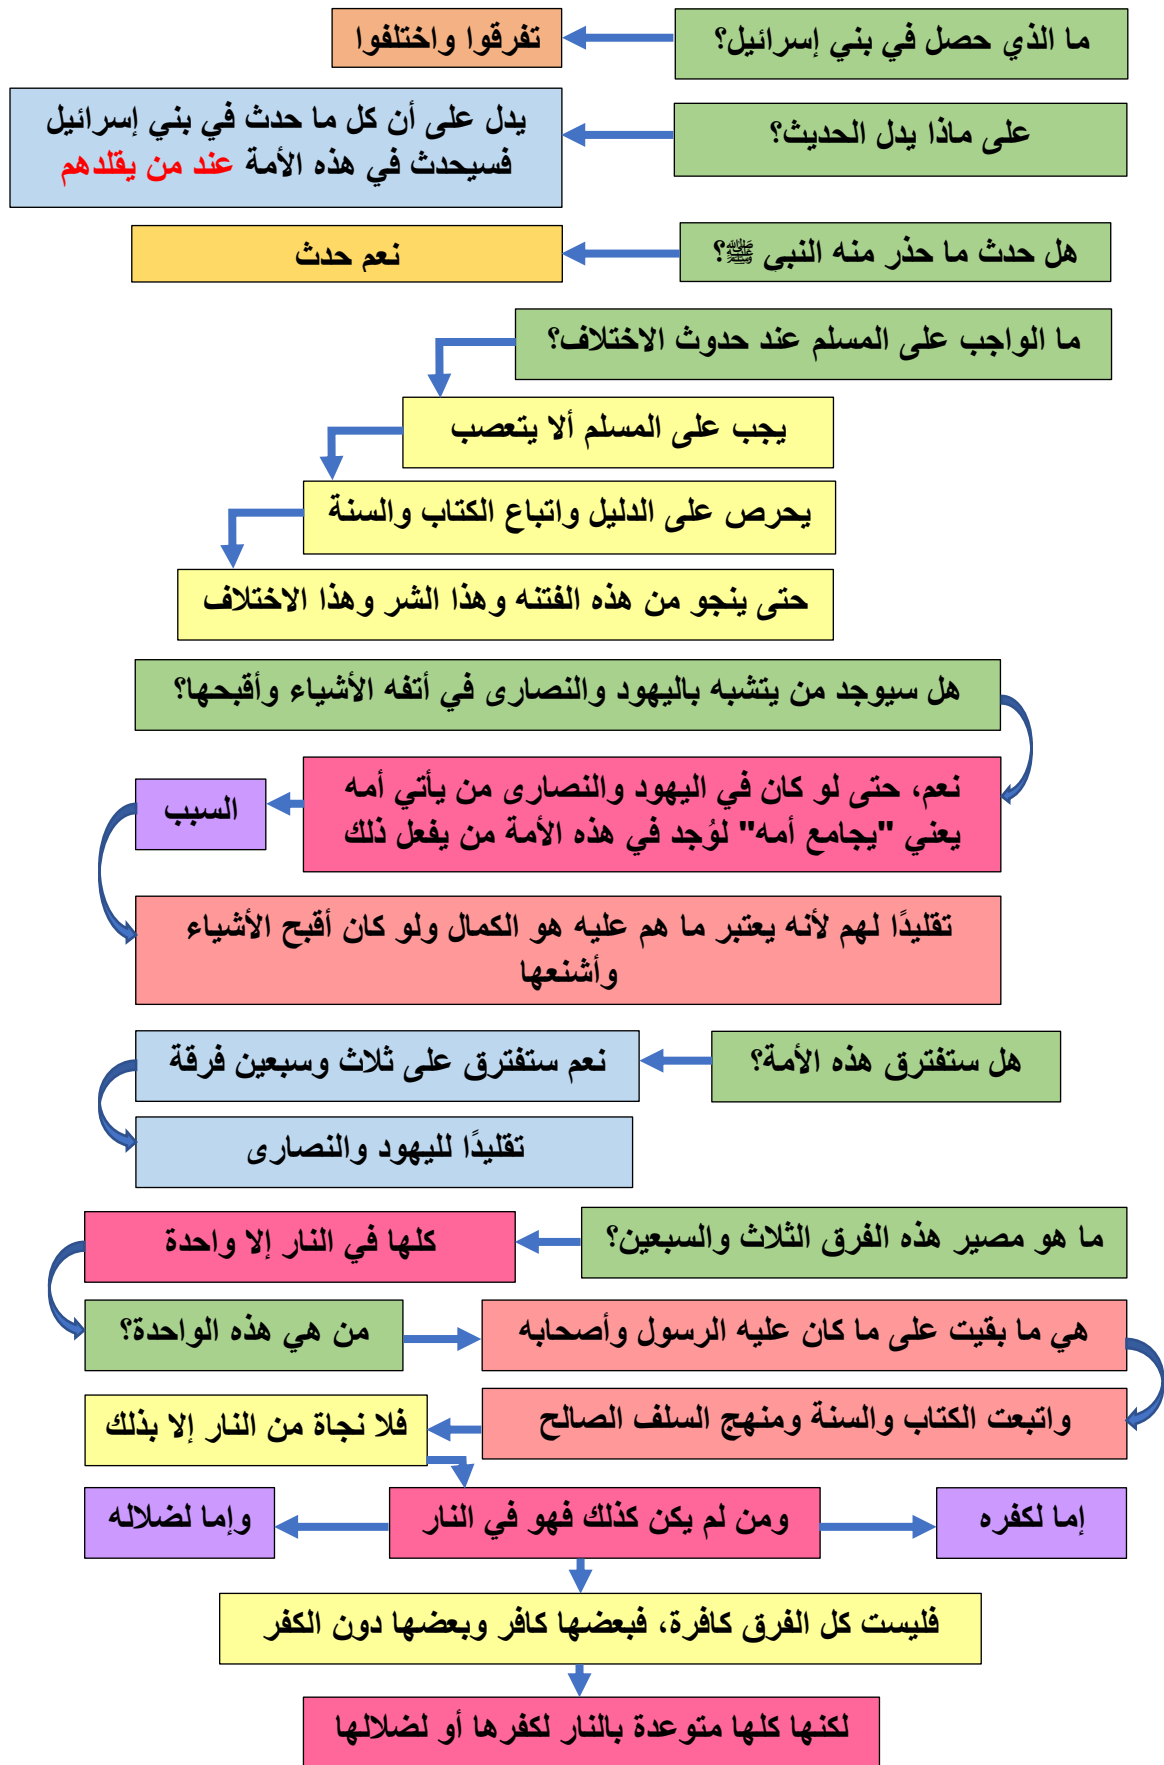 ما الذي حصل في بني إسرائيل؟
تفرقوا واختلفوا
على ماذا يدل الحديث؟
يدل على أن كل ما حدث في بني إسرائيل
فسيحدث في هذه الأمة عند من يقلدهم
هل حدث ما حذر منه النبي ﷺ؟
نعم حدث
ما الواجب على المسلم عند حدوث الاختلاف؟
يجب على المسلم ألا يتعصب
يحرص على الدليل واتباع الكتاب والسنة
حتى ينجو من هذه الفتنه وهذا الشر وهذا الاختلاف
هل سيوجد من يتشبه باليهود والنصارى في أتفه الأشياء وأقبحها؟
نعم، حتى لو كان في اليهود والنصارى من يأتي أمه
يعني "يجامع أمه" لوُجد في هذه الأمة من يفعل ذلك
السبب
تقليدًا لهم لأنه يعتبر ما هم عليه هو الكمال ولو كان أقبح الأشياء
وأشنعها
هل ستفترق هذه الأمة؟
نعم ستفترق على ثلاث وسبعين فرقة
تقليدًا لليهود والنصارى
ما هو مصير هذه الفرق الثلاث والسبعين؟
كلها في النار إلا واحدة
من هي هذه الواحدة؟
هي ما بقيت على ما كان عليه الرسول وأصحابه
واتبعت الكتاب والسنة ومنهج السلف الصالح
فلا نجاة من النار إلا بذلك
ومن لم يكن كذلك فهو في النار
إما لكفره
وإما لضلاله
فليست كل الفرق كافرة، فبعضها كافر وبعضها دون الكفر
لكنها كلها متوعدة بالنار لكفرها أو لضلالها